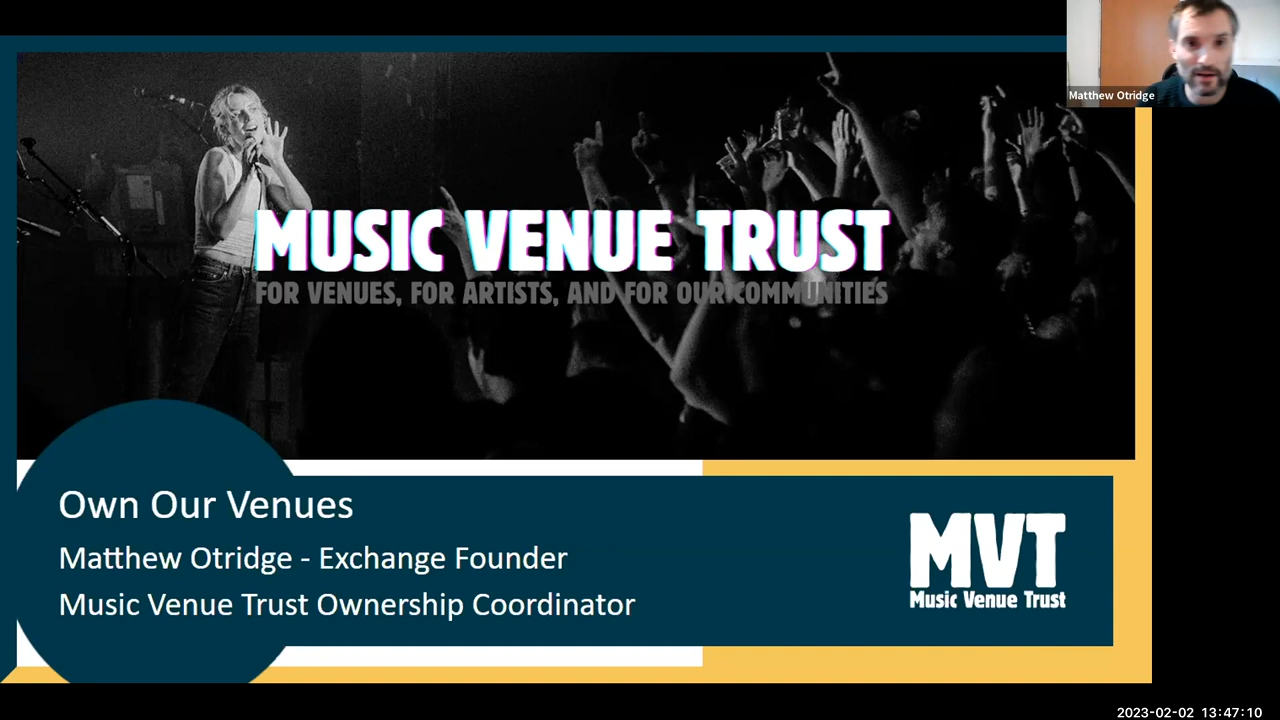 Matthew Otridge
MUSIC VENUE TRUST
FOR VENUES, FOR ARTISTS, AND FOR OUR COMMUNITIES
Own Our Venues
Matthew Otridge - Exchange Founder
Music Venue Trust Ownership Coordinator
MVT
Music Venue Trust
2023-02-02 13:47:10